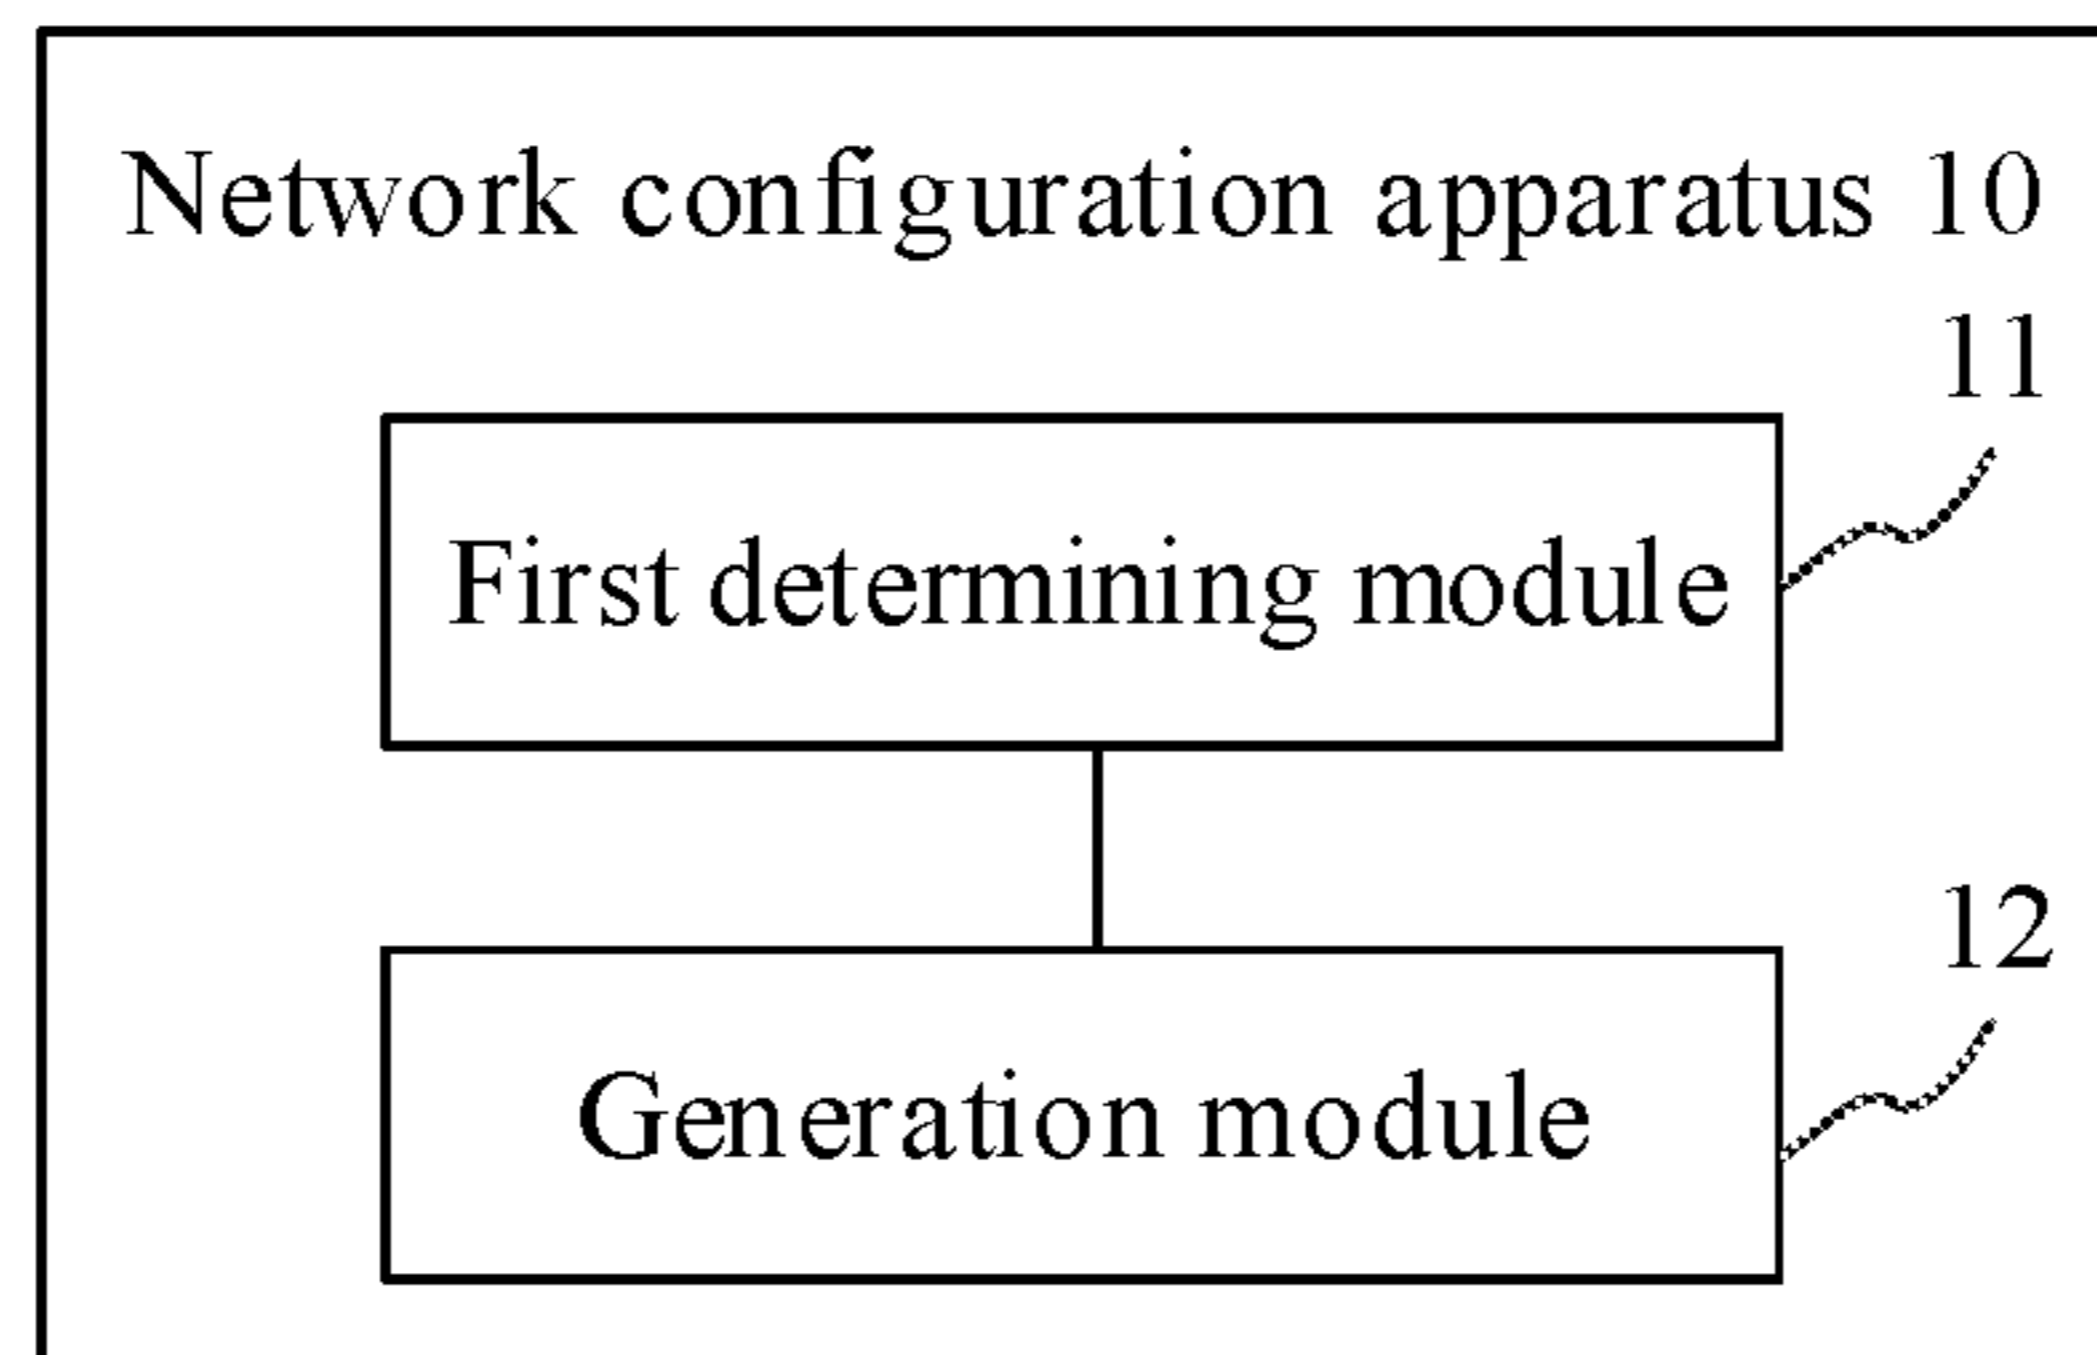 Network configuration apparatus 10
11
First determining module
12
Generation module